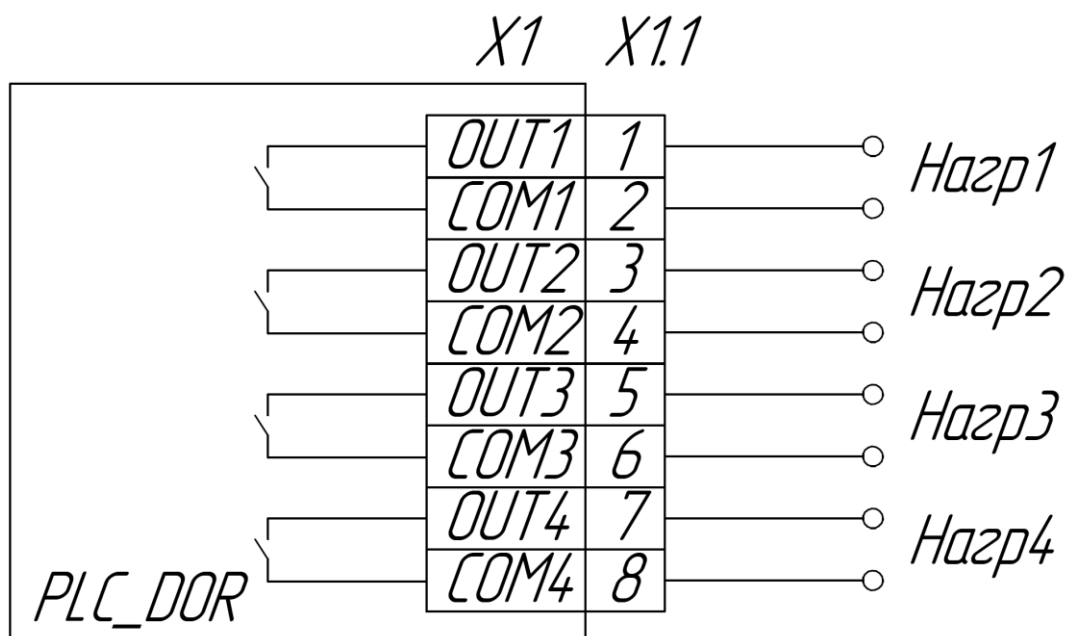 X1 X1.1
OUT1 1
Нагр1
COM1 2
OUT2 3
Нагр2
COM2 4
OUT3 5
Нагр3
COM3 6
OUT4 7
Нагр4
COM4 8
PLC_DOR